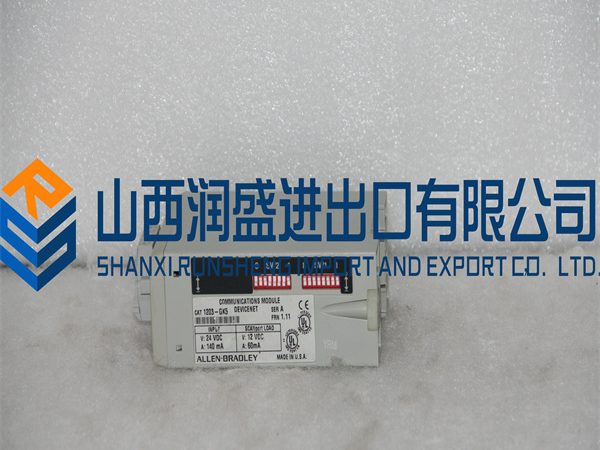 山西润盛进出口有限公司
SHANXI RUNSHENG IMPORT AND EXPORT CO. LTD.
COMMUNICATIONS MODULE
CAT 1203-GK5 DEVICENET SER A
FRN 1.11
INPUT SCANport LOAD
V: 24 VDC V: 12 VDC
A: 140 mA A: 60mA
ALLEN-BRADLEY MADE IN U.S.A.